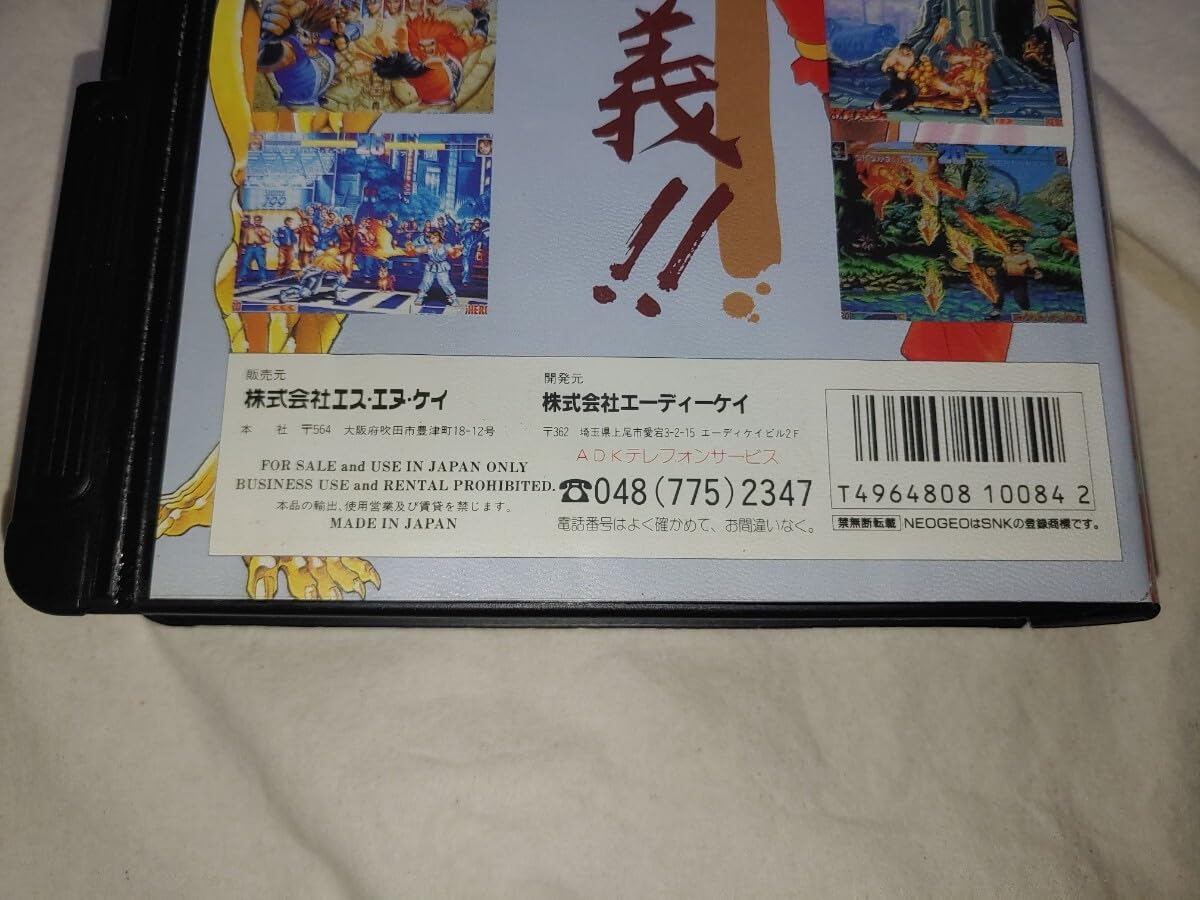 義!!
販売元
株式会社エス・エヌ・ケイ
本 社 〒564 大阪府吹田市豊津町18-12号
FOR SALE and USE IN JAPAN ONLY
BUSINESS USE and RENTAL PROHIBITED.
本品の輸出、使用営業及び賃貸を禁じます。
MADE IN JAPAN
開発元
株式会社エーディーケイ
〒362 埼玉県上尾市愛宕3-2-15 エーディケイビル2F
ADKテレフォンサービス
☎048(775)2347
電話番号はよく確かめて、お間違いなく。
T4964808 10084 2
禁無断転載 NEOGEOはSNKの登録商標です。